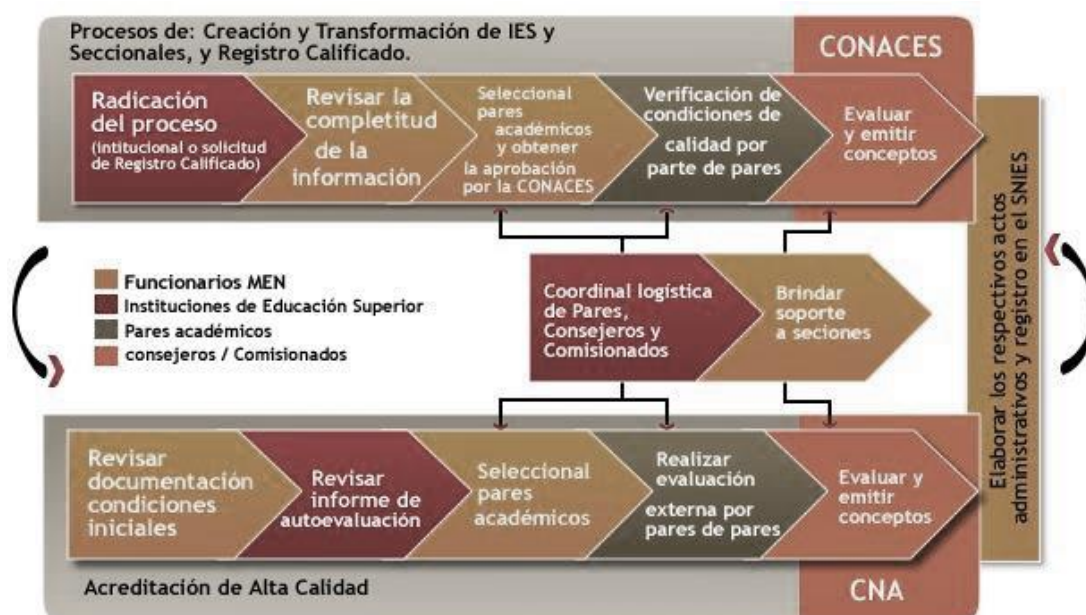 Procesos de: Creación y Transformación de IES y
Seccionales, y Registro Calificado.
CONACES
Radicación
del proceso
(intitucional o solicitud
de Registro Calificado)
Revisar la
completitud
de la
información
Seleccional
pares
académicos
y obtener
la aprobación
por la CONACES
Verificación de
condiciones de
calidad por
parte de pares
Evaluar
y emitir
conceptos
Funcionarios MEN
Instituciones de Educación Superior
Pares académicos
consejeros / Comisionados
Coordinal logística
de Pares,
Consejeros y
Comisionados
Brindar
soporte
a seciones
Elaborar los respectivos actos
administrativos y registro en el SNIES
Revisar
documentación
condiciones
iniciales
Revisar
informe de
autoevaluación
Seleccional
pares
académicos
Realizar
evaluación
externa por
pares de pares
Evaluar y
emitir
conceptos
Acreditación de Alta Calidad
CNA